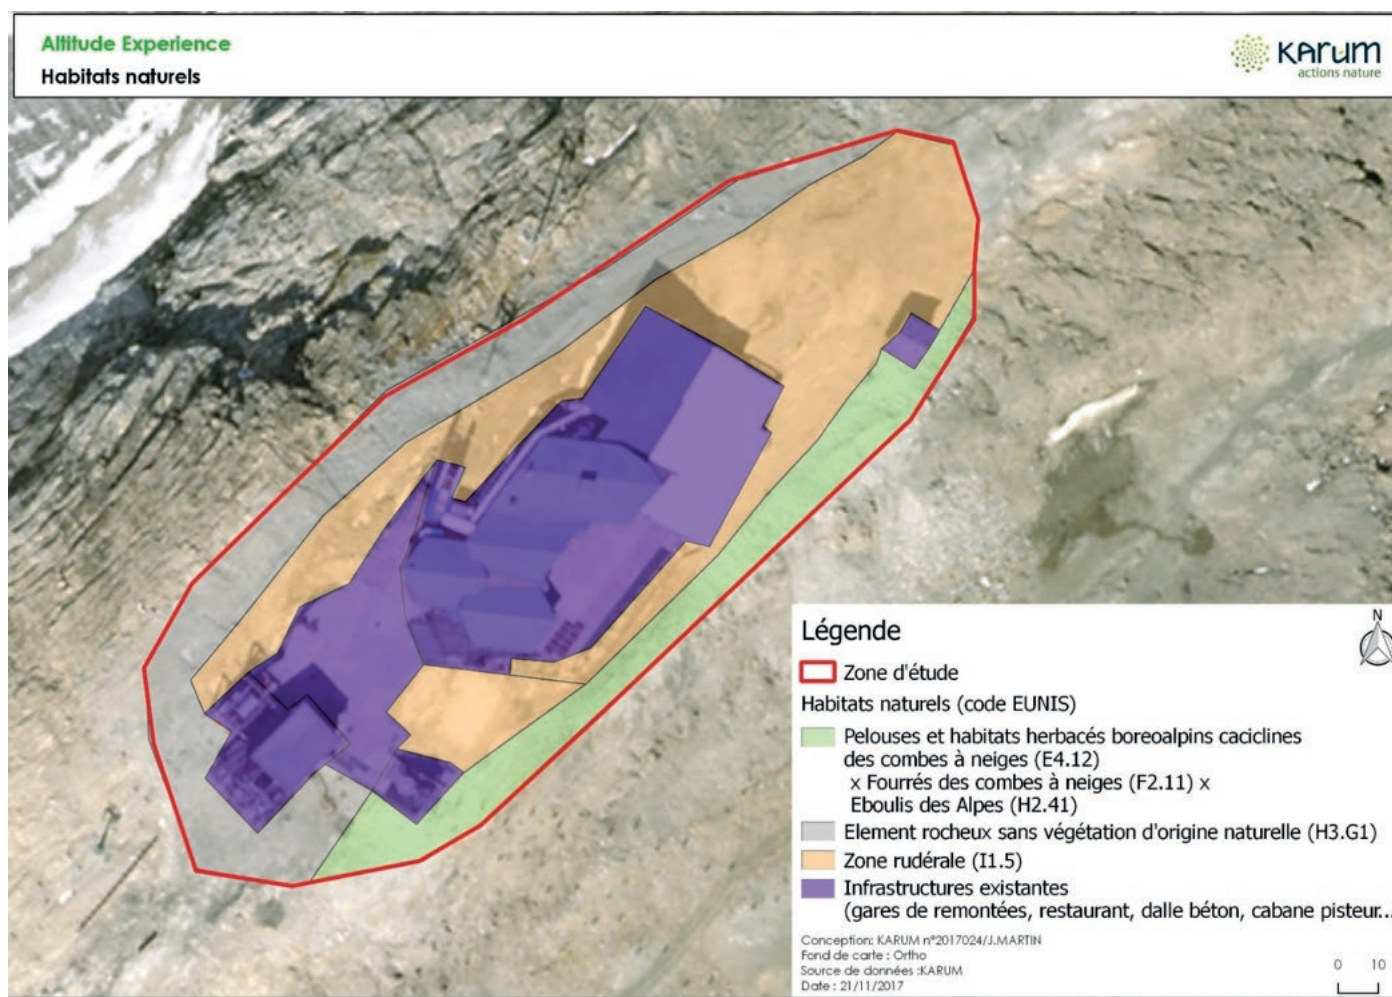 Altitude Experience
Habitats naturels
KARUM
actions nature
Légende
N
Zone d'étude
Habitats naturels (code EUNIS)
Pelouses et habitats herbacés boreoalpins caciclines
des combes à neiges (E4.12)
x Fourrés des combes à neiges (F2.11) x
Eboulis des Alpes (H2.41)
Element rocheux sans végétation d'origine naturelle (H3.G1)
Zone rudérale (I1.5)
Infrastructures existantes
(gares de remontées, restaurant, dalle béton, cabane pisteur...
Conception: KARUM n°2017024/J.MARTIN
Fond de carte : Ortho
Source de données :KARUM
Date : 21/11/2017
0 10